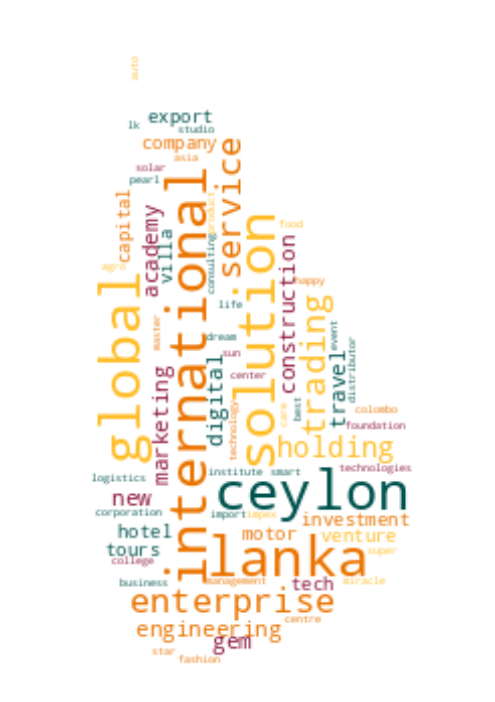 auto
export
lk
studio
company
service
asia
solar
pearl
international
capital
academy
villa
product
consulting
solution
food
construction
agro
global
happy
trading
life
master
dream
event
travel
distributor
sun
digital
marketing
center
technology
care
best
colombo
foundation
holding
technologies
logistics
institute
smart
ceylon
new
corporation
import
impex
investment
hotel
motor
venture
tours
lanka
super
college
business
management
tech
miracle
enterprise
centre
engineering
gem
star
fashion